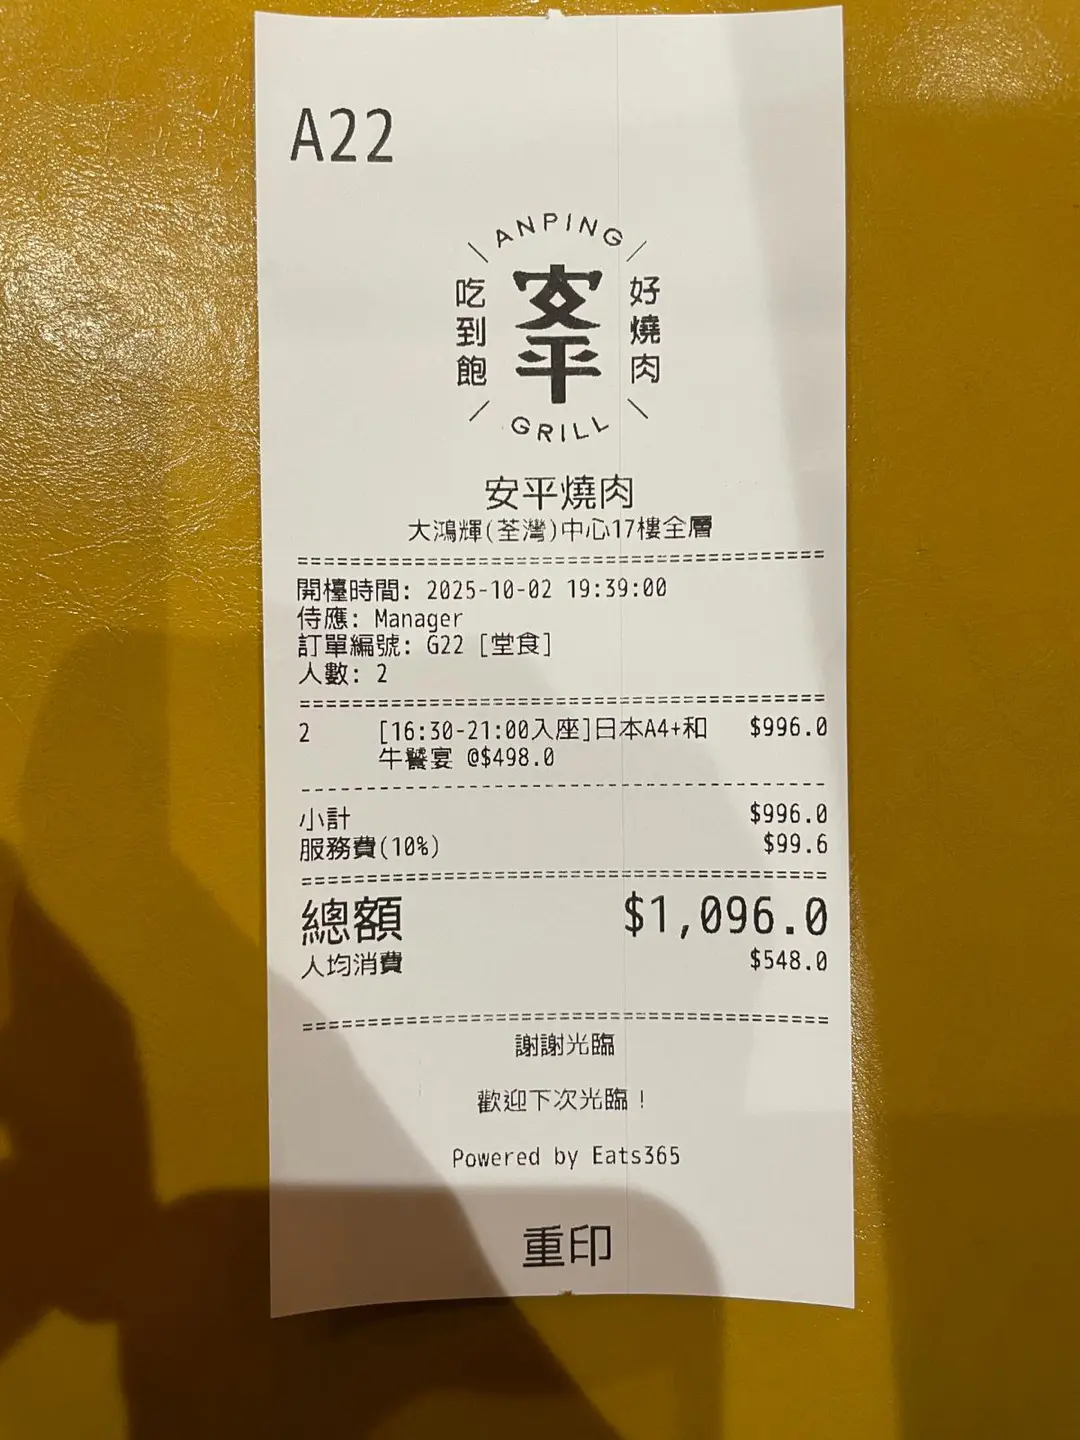 A22
ANPING
吃到飽
安平
好燒肉
GRILL
安平燒肉
大鴻輝(荃灣)中心17樓全層
開檯時間: 2025-10-02 19:39:00
侍應: Manager
訂單編號: G22 [堂食]
人數: 2
2 [16:30-21:00入座]日本A4+和 $996.0
牛饕宴 @$498.0
小計 $996.0
服務費(10%) $99.6
總額 $1,096.0
人均消費 $548.0
謝謝光臨
歡迎下次光臨！
Powered by Eats365
重印